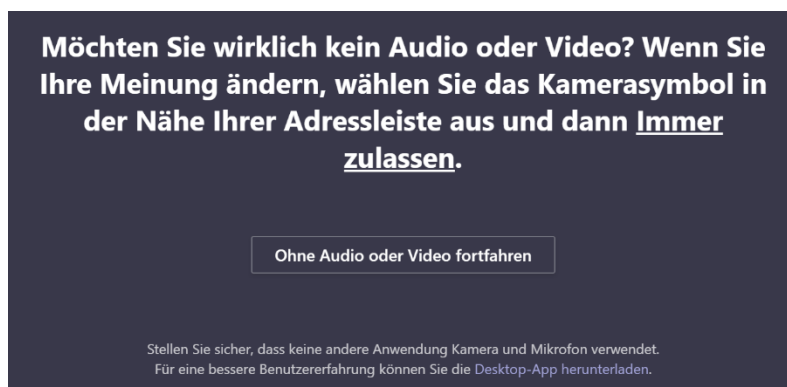 Möchten Sie wirklich kein Audio oder Video? Wenn Sie
Ihre Meinung ändern, wählen Sie das Kamerasymbol in
der Nähe Ihrer Adressleiste aus und dann Immer
zulassen.
Ohne Audio oder Video fortfahren
Stellen Sie sicher, dass keine andere Anwendung Kamera und Mikrofon verwendet.
Für eine bessere Benutzererfahrung können Sie die Desktop-App herunterladen.